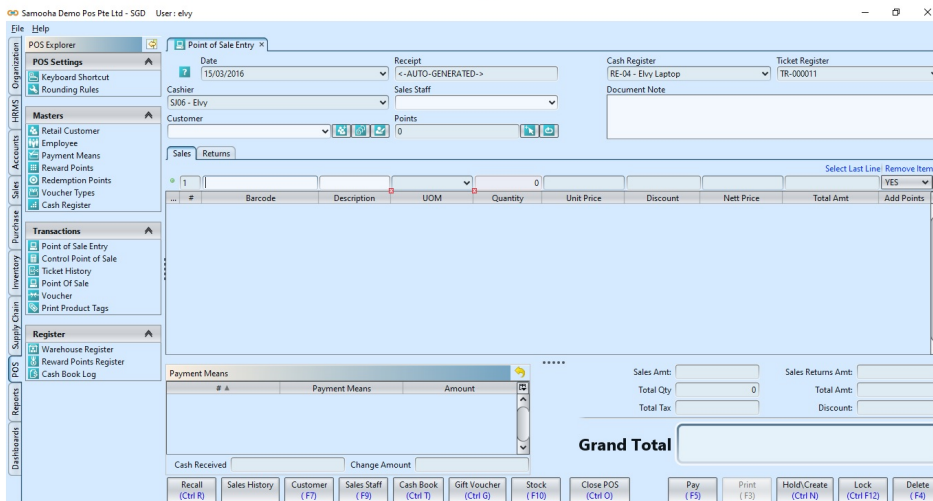 Samooha Demo Pos Pte Ltd - SGD User : elvy
File Help
Organization
HRMS
Accounts
Sales
Purchase
Inventory
Supply Chain
POS
Reports
Dashboards
POS Explorer
POS Settings
Keyboard Shortcut
Rounding Rules
Masters
Retail Customer
Employee
Payment Means
Reward Points
Redemption Points
Voucher Types
Cash Register
Transactions
Point of Sale Entry
Control Point of Sale
Ticket History
Point Of Sale
Voucher
Print Product Tags
Register
Warehouse Register
Reward Points Register
Cash Book Log
Point of Sale Entry ×
Date Receipt Cash Register Ticket Register
? 15/03/2016 <-AUTO-GENERATED-> RE-04 - Elvy Laptop TR-000011
Cashier Sales Staff Document Note
SJ06 - Elvy
Customer Points
0
Sales Returns
Select Last Line Remove Item
1 0 YES
... # Barcode Description UOM Quantity Unit Price Discount Nett Price Total Amt Add Points
Payment Means
# Payment Means Amount
Cash Received Change Amount
Sales Amt: Sales Returns Amt:
Total Qty 0 Total Amt:
Total Tax Discount:
Grand Total
Recall Sales History Customer Sales Staff Cash Book Gift Voucher Stock Close POS Pay Print Hold\Create Lock Delete
(Ctrl R) ( F7) ( F9) (Ctrl T) (Ctrl G) ( F10) (Ctrl O) ( F5) ( F3) (Ctrl N) (Ctrl F12) ( F4)